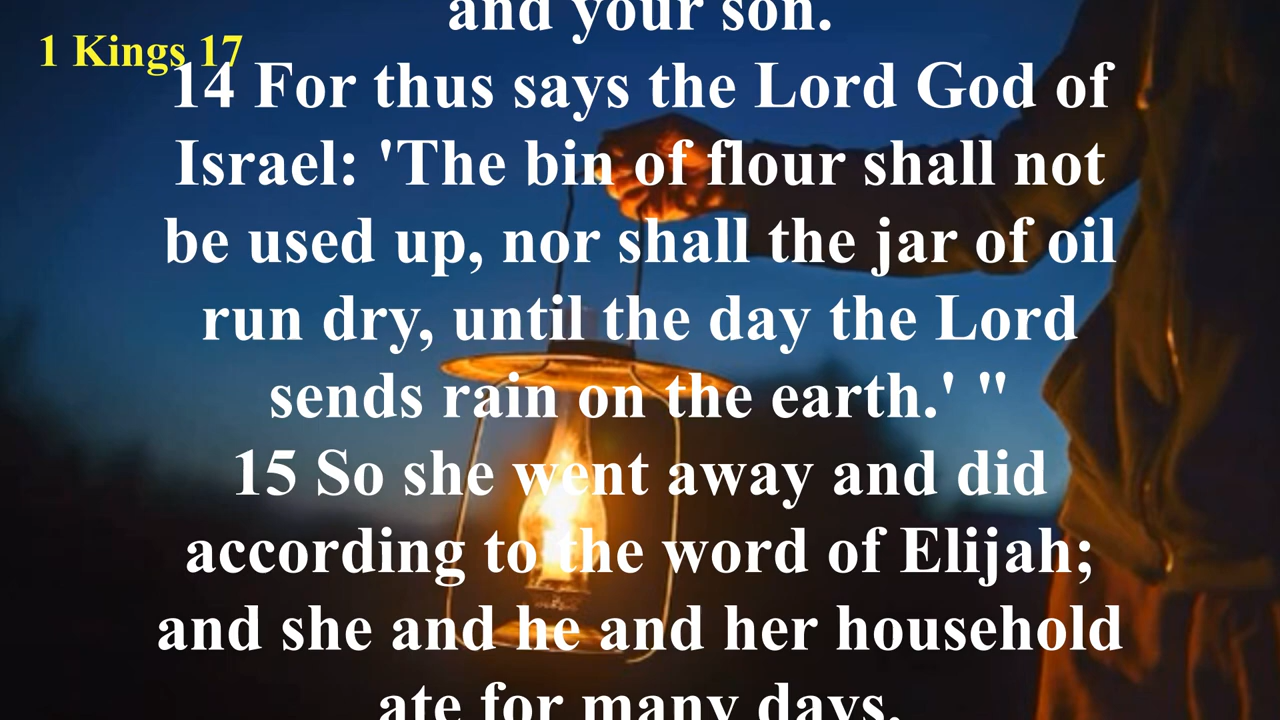 and your son.
1 Kings 17
14 For thus says the Lord God of
Israel: 'The bin of flour shall not
be used up, nor shall the jar of oil
run dry, until the day the Lord
sends rain on the earth.' "
15 So she went away and did
according to the word of Elijah;
and she and he and her household
ate for many days.